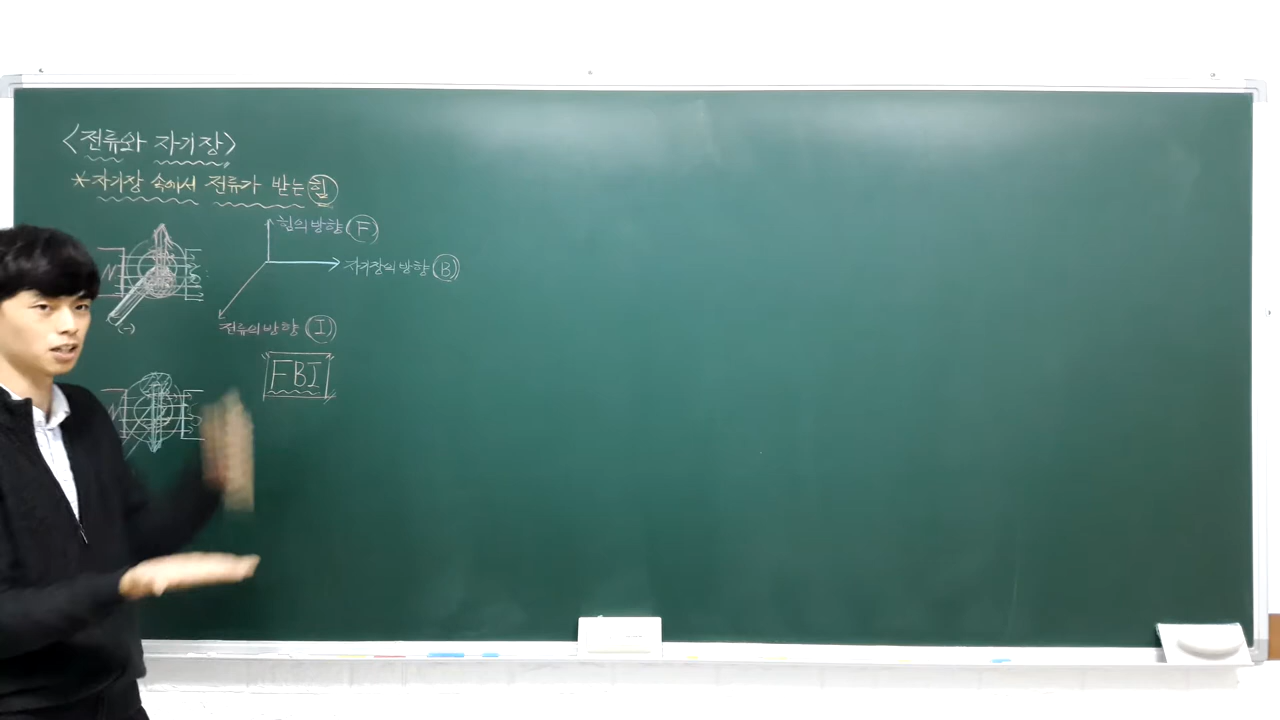 <전류와 자기장>
*자기장 속에서 전류가 받는 힘
힘의 방향 (F)
N
자기장의 방향 (B)
(-)
전류의 방향 (I)
FBI
N